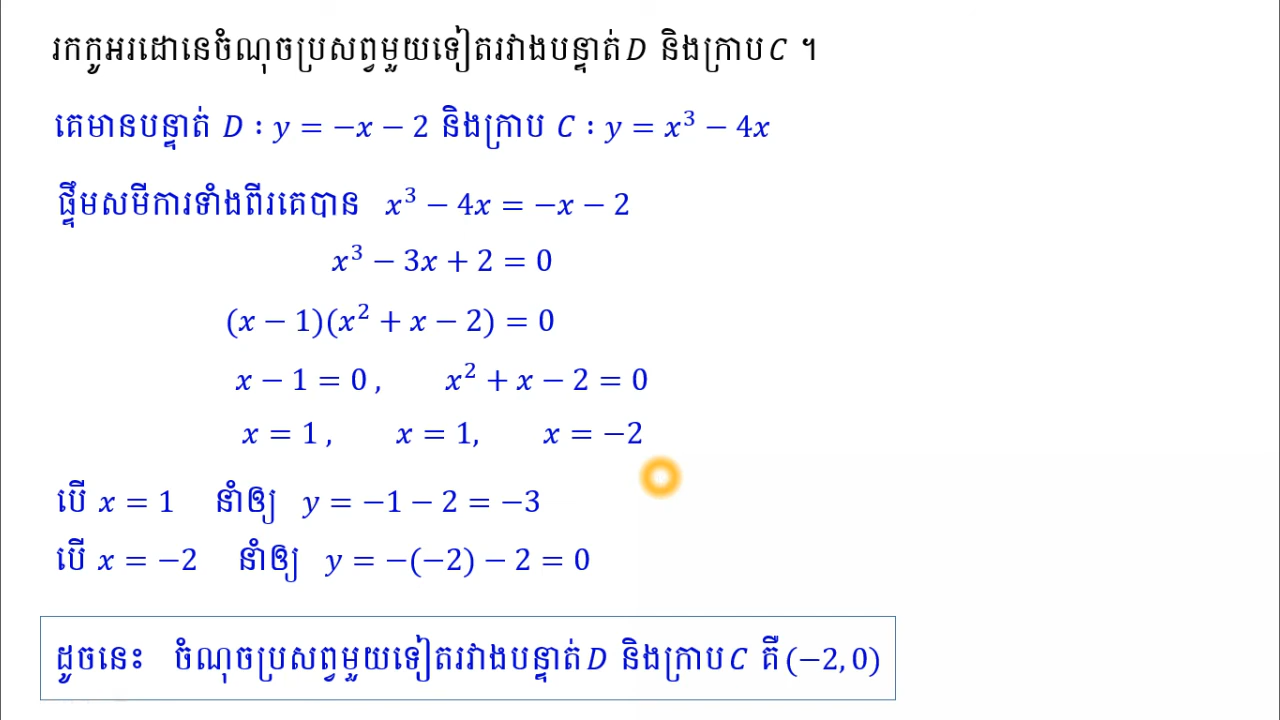 រកកូអរដោនេចំណុចប្រសព្វមួយទៀតរវាងបន្ទាត់ D និងក្រាប C ។
គេមានបន្ទាត់ D : y = −x − 2 និងក្រាប C : y = x³ − 4x
ផ្ទឹមសមីការទាំងពីរគេបាន x³ − 4x = −x − 2
x³ − 3x + 2 = 0
(x − 1)(x² + x − 2) = 0
x − 1 = 0 , x² + x − 2 = 0
x = 1 , x = 1, x = −2
បើ x = 1 នាំឲ្យ y = −1 − 2 = −3
បើ x = −2 នាំឲ្យ y = −(−2) − 2 = 0
ដូចនេះ ចំណុចប្រសព្វមួយទៀតរវាងបន្ទាត់ D និងក្រាប C គឺ (−2, 0)